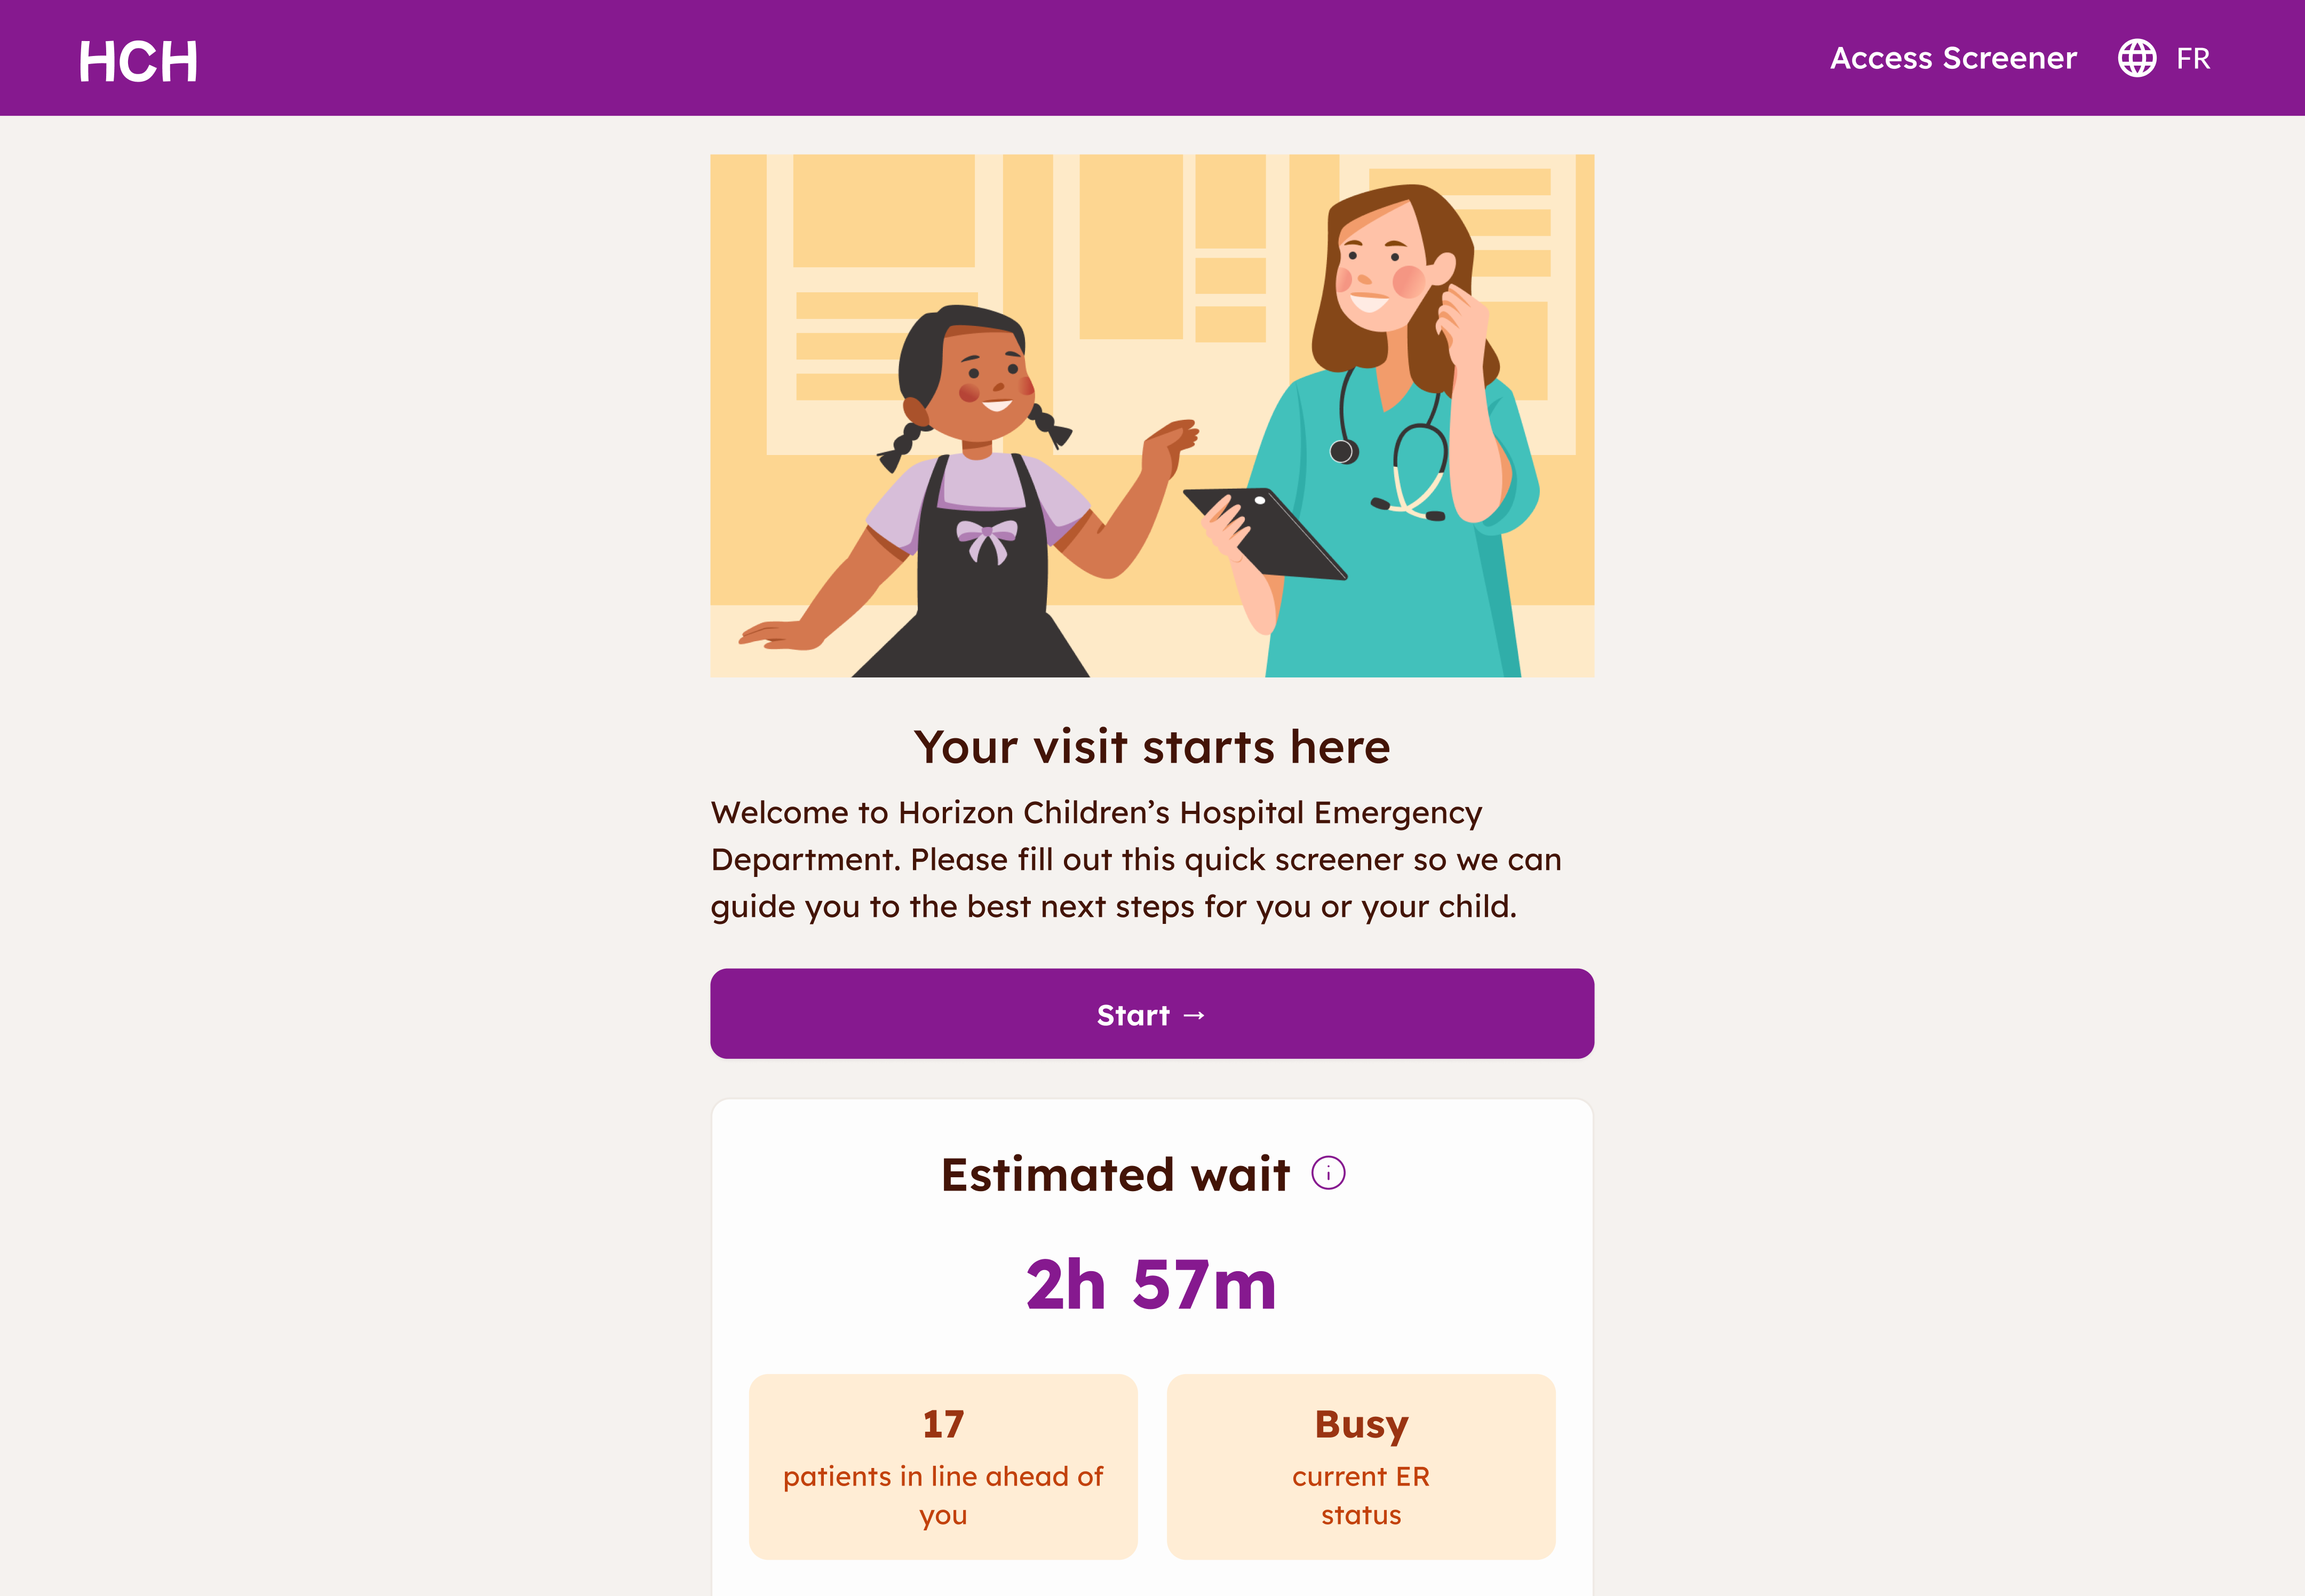 HCH
Access Screener
FR
Your visit starts here
Welcome to Horizon Children’s Hospital Emergency
Department. Please fill out this quick screener so we can
guide you to the best next steps for you or your child.
Start →
Estimated wait
2h 57m
17
patients in line ahead of
you
Busy
current ER
status